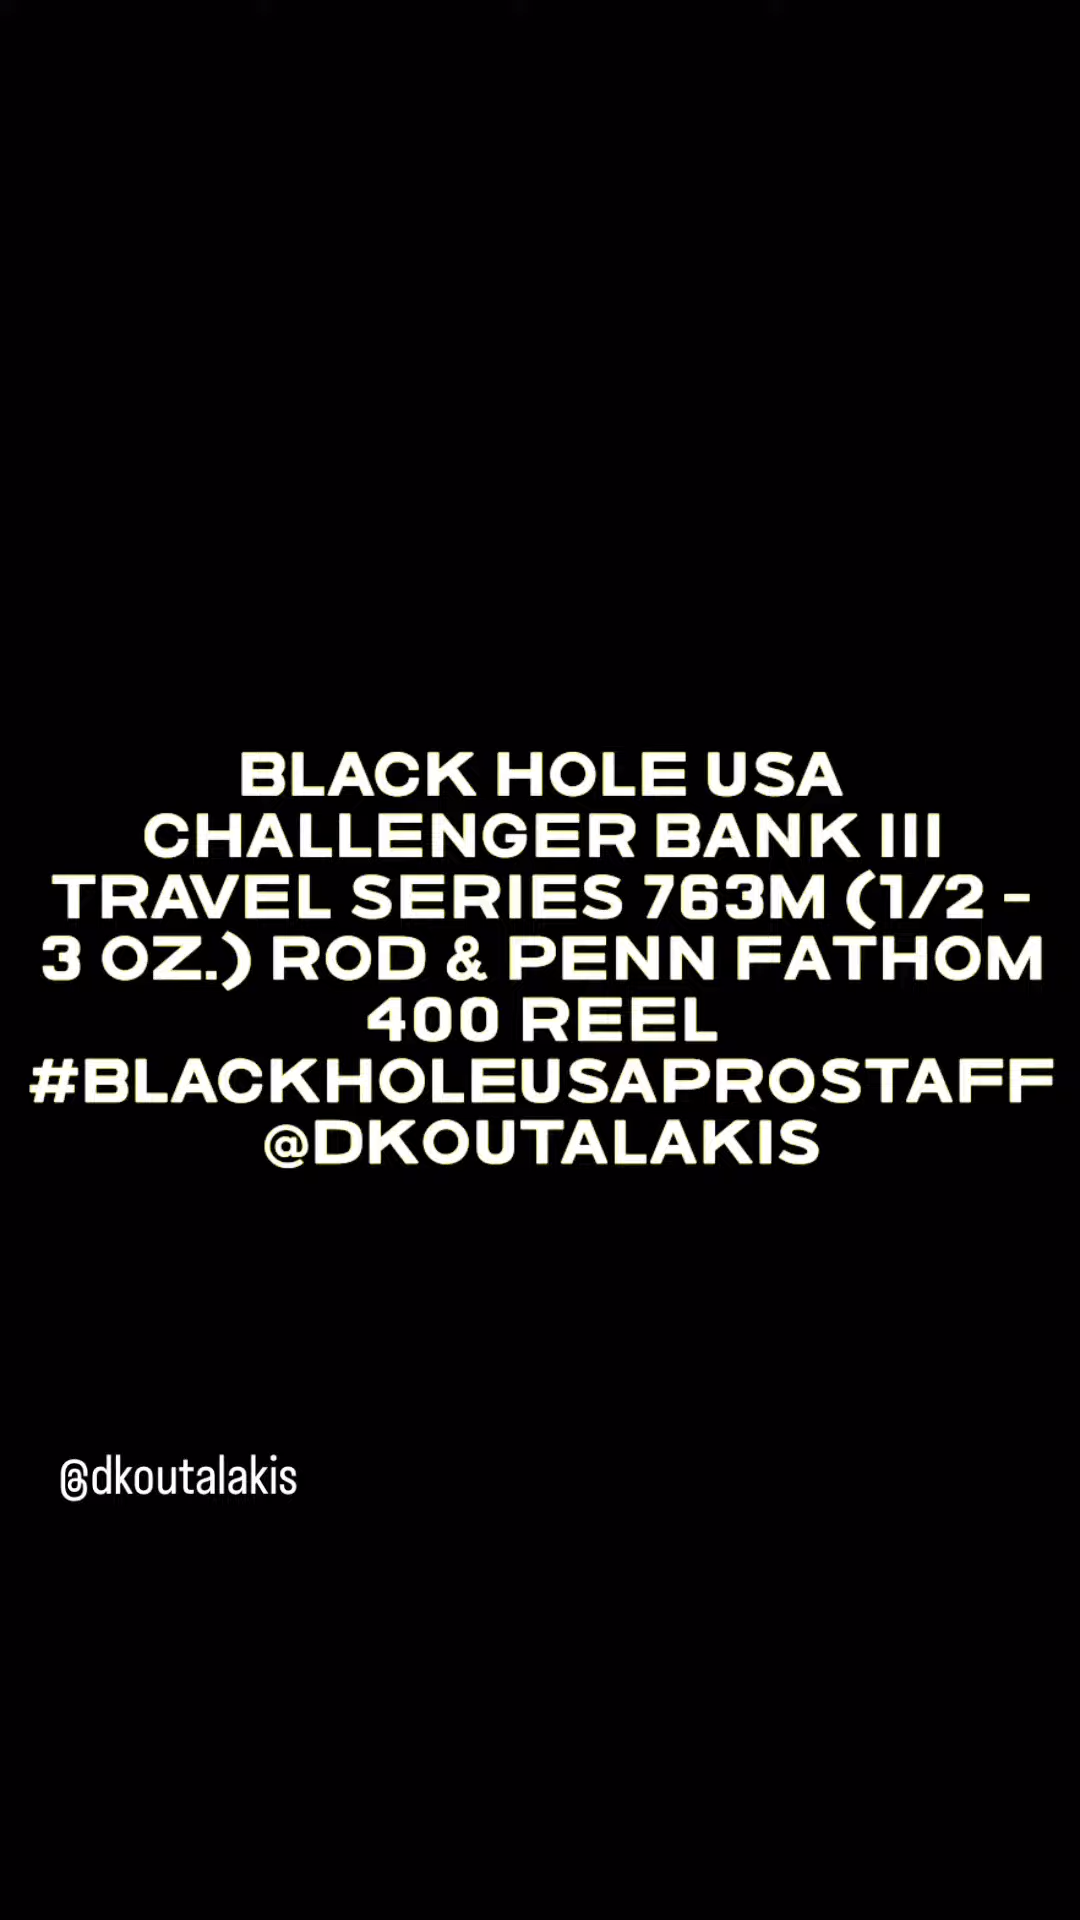 BLACK HOLE USA
CHALLENGER BANK III
TRAVEL SERIES 763M (1/2 -
3 OZ.) ROD & PENN FATHOM
400 REEL
#BLACKHOLEUSAPROSTAFF
@DKOUTALAKIS
@dkoutalakis